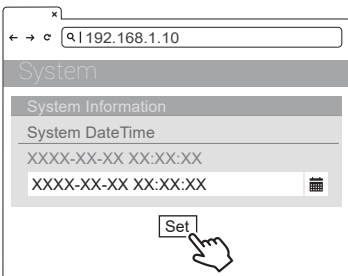 ×
192.168.1.10
System
System Information
System DateTime
XXXX-XX-XX XX:XX:XX
XXXX-XX-XX XX:XX:XX
Set